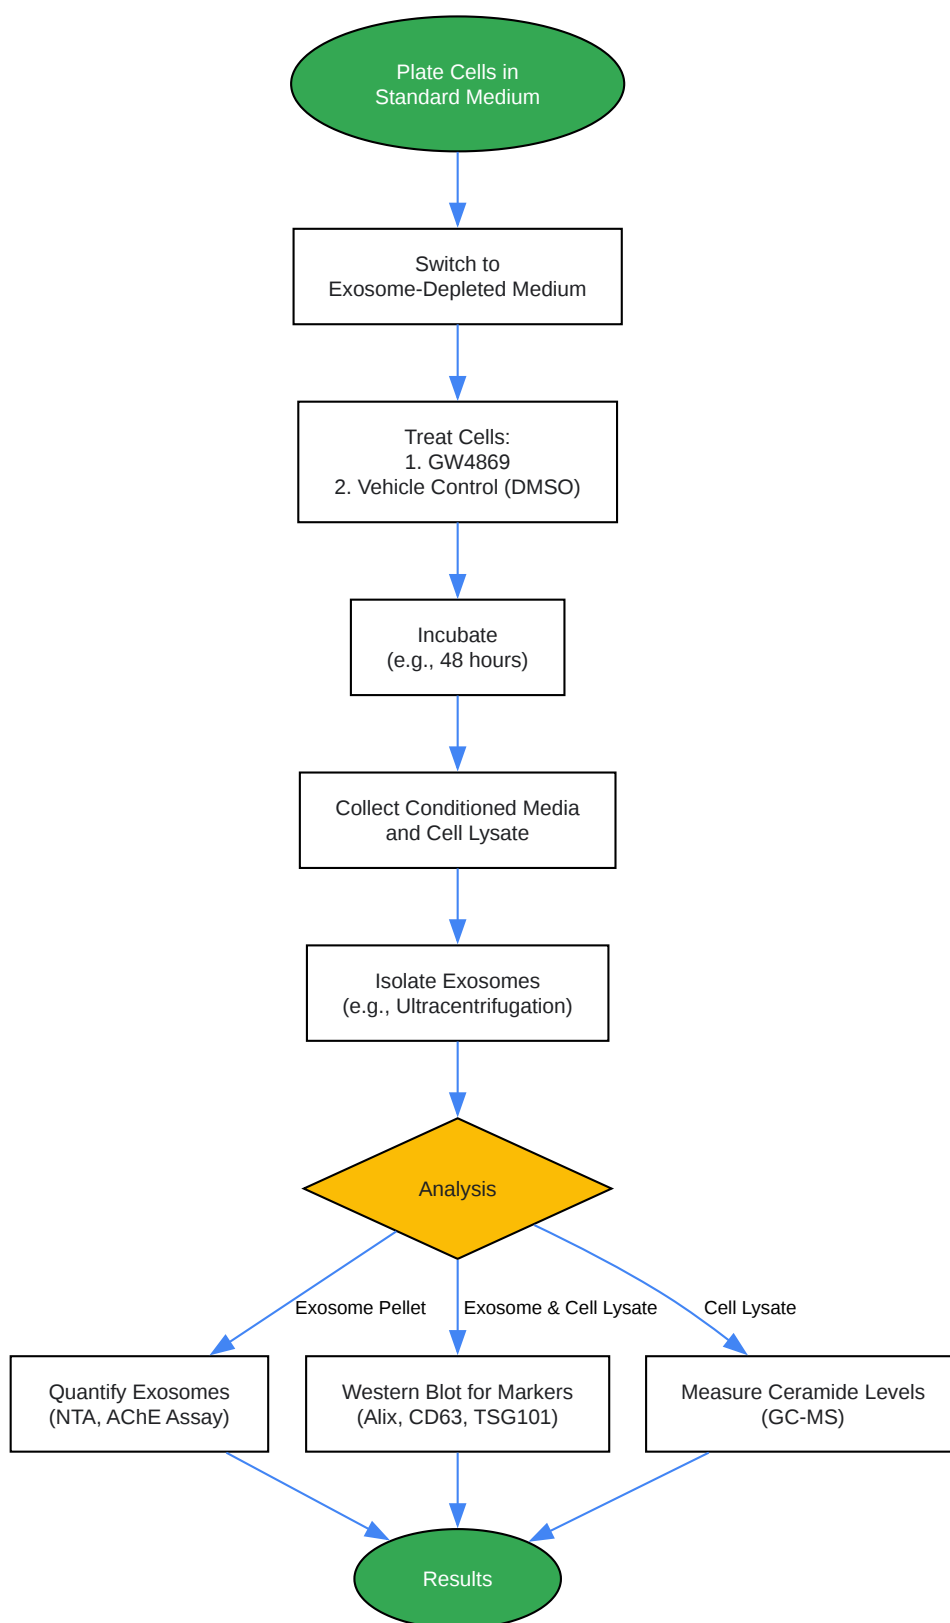 Plate Cells in
Standard Medium
Switch to
Exosome-Depleted Medium
Treat Cells:
1. GW4869
2. Vehicle Control (DMSO)
Incubate
(e.g., 48 hours)
Collect Conditioned Media
and Cell Lysate
Isolate Exosomes
(e.g., Ultracentrifugation)
Analysis
Exosome Pellet
Exosome & Cell Lysate
Cell Lysate
Quantify Exosomes
(NTA, AChE Assay)
Western Blot for Markers
(Alix, CD63, TSG101)
Measure Ceramide Levels
(GC-MS)
Results